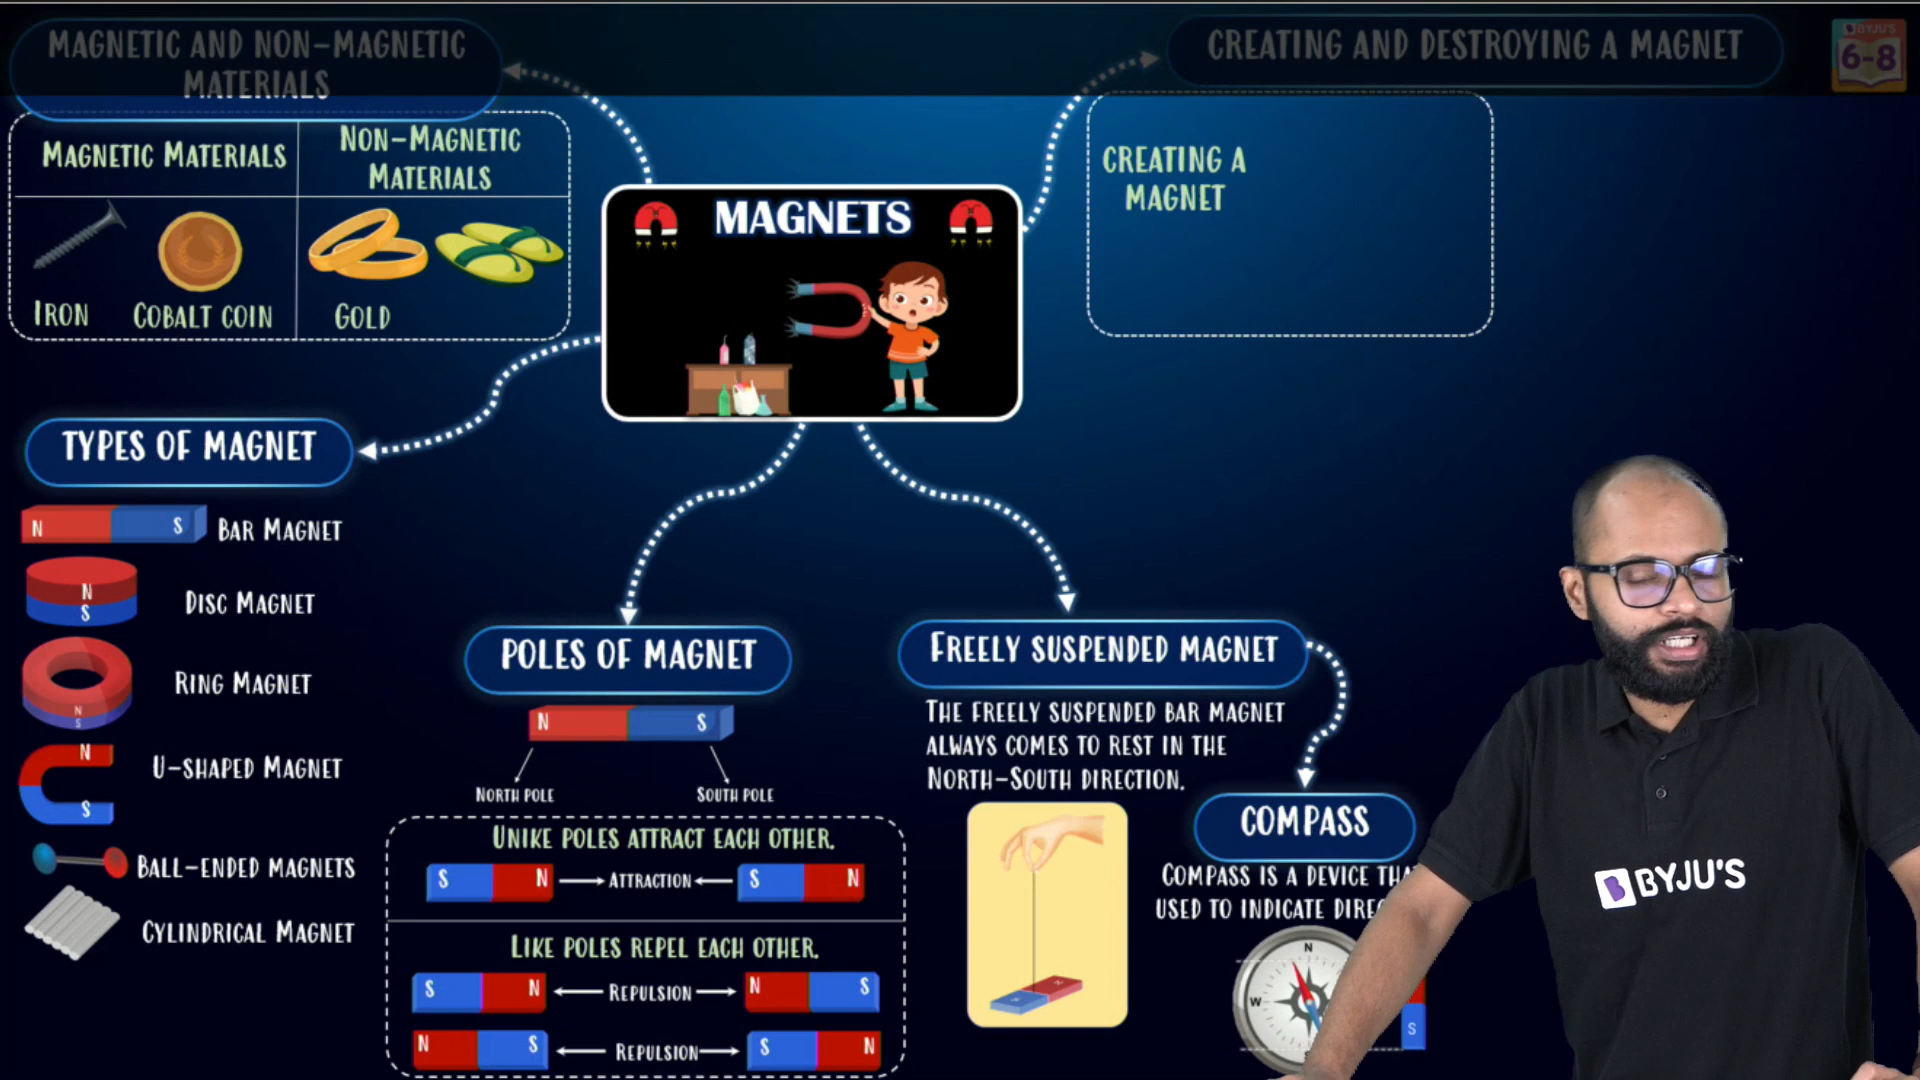 MAGNETIC AND NON-MAGNETIC
MATERIALS
CREATING AND DESTROYING A MAGNET
BYJU'S
6-8
MAGNETIC MATERIALS
NON-MAGNETIC
MATERIALS
IRON
COBALT COIN
GOLD
MAGNETS
CREATING A
MAGNET
TYPES OF MAGNET
N S BAR MAGNET
N
S
DISC MAGNET
RING MAGNET
N
S
N
U-SHAPED MAGNET
S
BALL-ENDED MAGNETS
CYLINDRICAL MAGNET
POLES OF MAGNET
N S
NORTH POLE SOUTH POLE
UNIKE POLES ATTRACT EACH OTHER.
S N ATTRACTION S N
LIKE POLES REPEL EACH OTHER.
S N REPULSION N S
N S REPULSION S N
FREELY SUSPENDED MAGNET
THE FREELY SUSPENDED BAR MAGNET
ALWAYS COMES TO REST IN THE
NORTH-SOUTH DIRECTION.
S N
COMPASS
COMPASS IS A DEVICE
USED TO INDICATE
N
W
S
BYJU'S